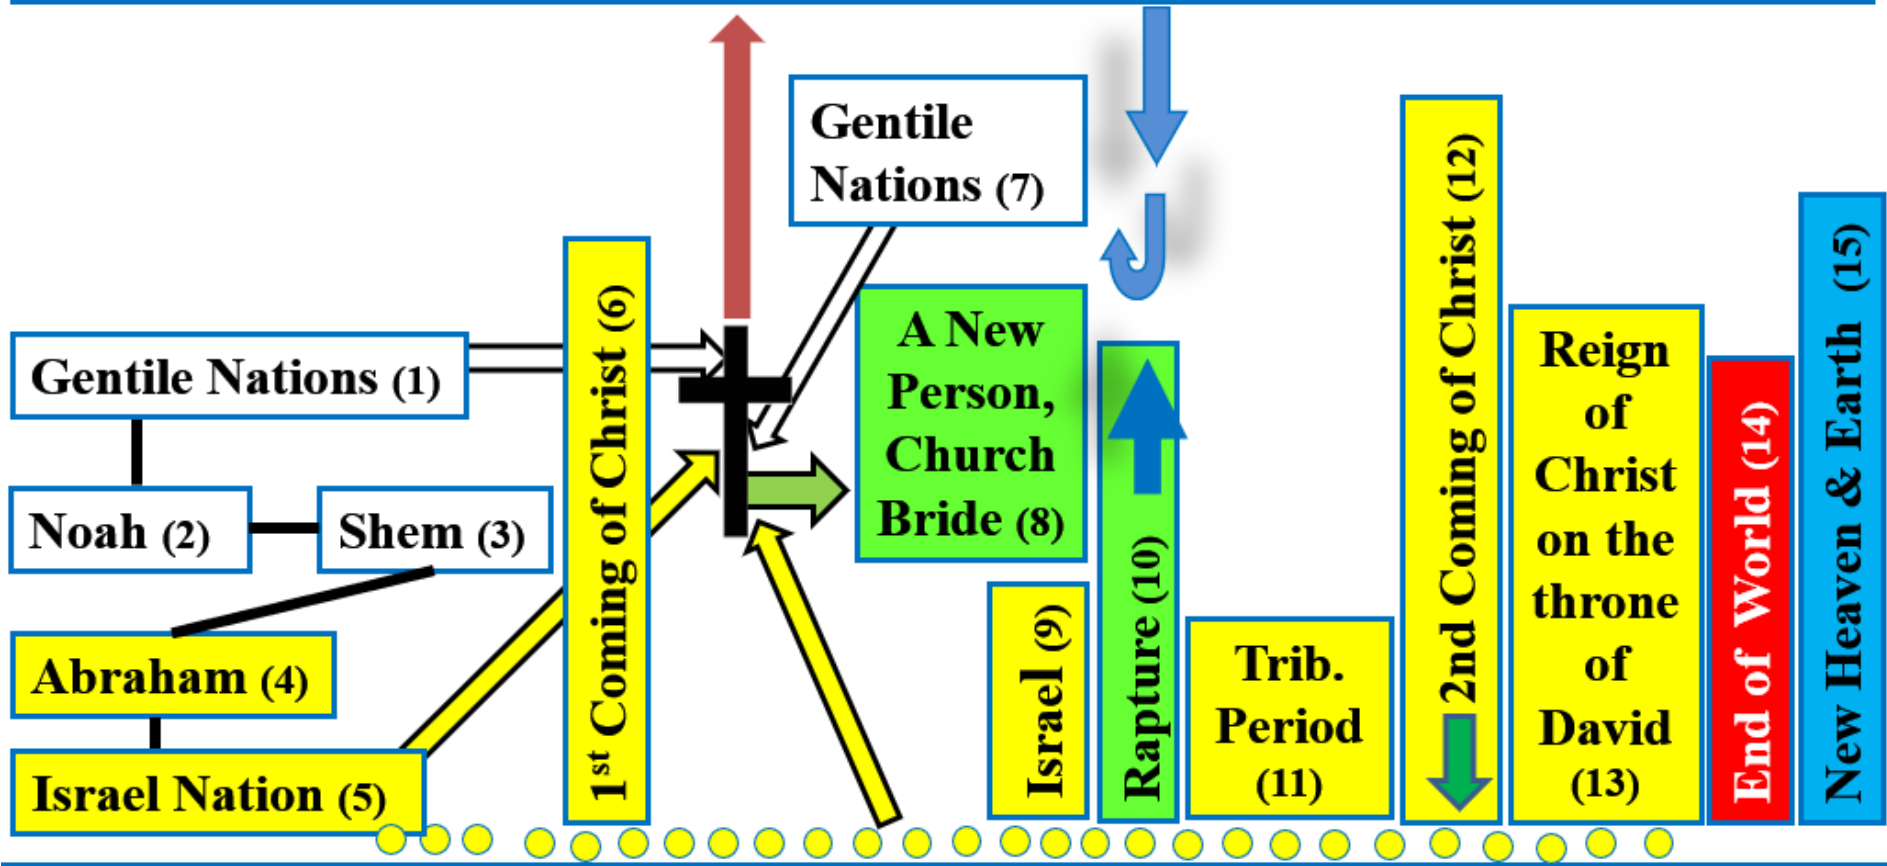 Gentile Nations (1)
Noah (2)
Shem (3)
Abraham (4)
Israel Nation (5)
1st Coming of Christ (6)
Gentile
Nations (7)
A New
Person,
Church
Bride (8)
Israel (9)
Rapture (10)
Trib.
Period
(11)
2nd Coming of Christ (12)
Reign
of
Christ
on the
throne
of
David
(13)
End of World (14)
New Heaven & Earth (15)